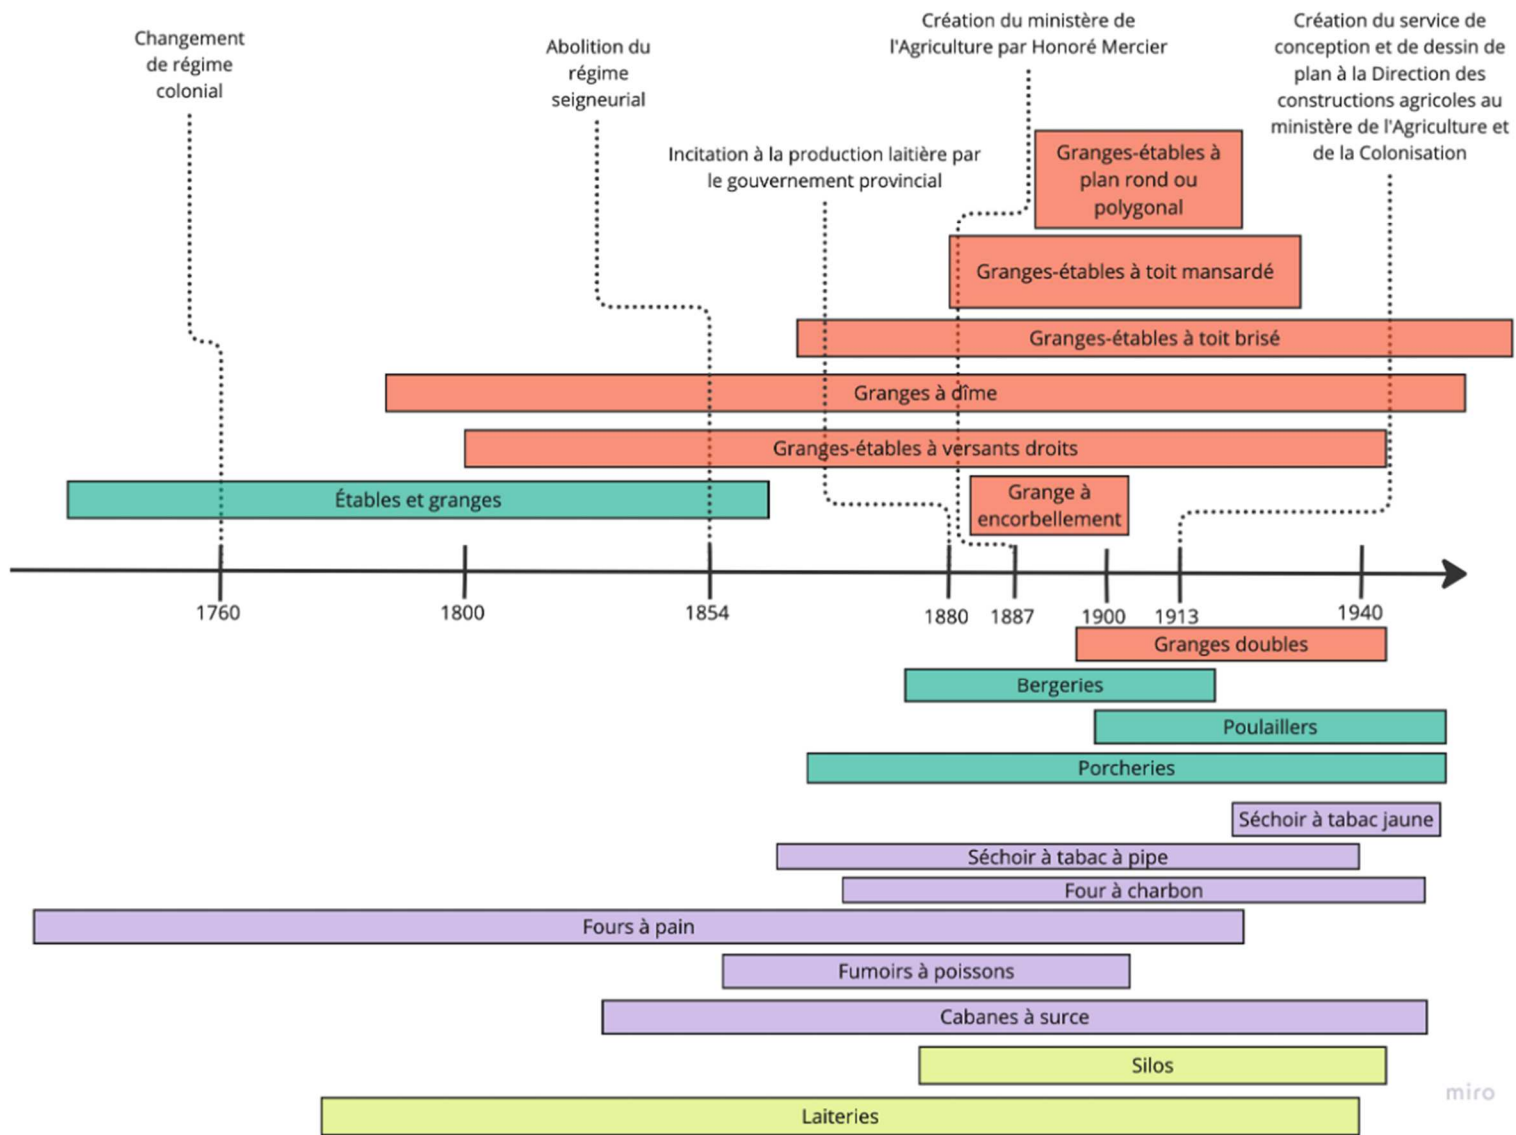 Changement
de régime
colonial
Abolition du
régime
seigneurial
Incitation à la production laitière par
le gouvernement provincial
Création du ministère de
l'Agriculture par Honoré Mercier
Création du service de
conception et de dessin de
plan à la Direction des
constructions agricoles au
ministère de l'Agriculture et
de la Colonisation
Granges-étables à
plan rond ou
polygonal
Granges-étables à toit mansardé
Granges-étables à toit brisé
Granges à dîme
Granges-étables à versants droits
Étables et granges
Grange à
encorbellement
1760 1800 1854 1880 1887 1900 1913 1940
Granges doubles
Bergeries
Poulaillers
Porcheries
Séchoir à tabac jaune
Séchoir à tabac à pipe
Four à charbon
Fours à pain
Fumoirs à poissons
Cabanes à surce
Silos
Laiteries
miro